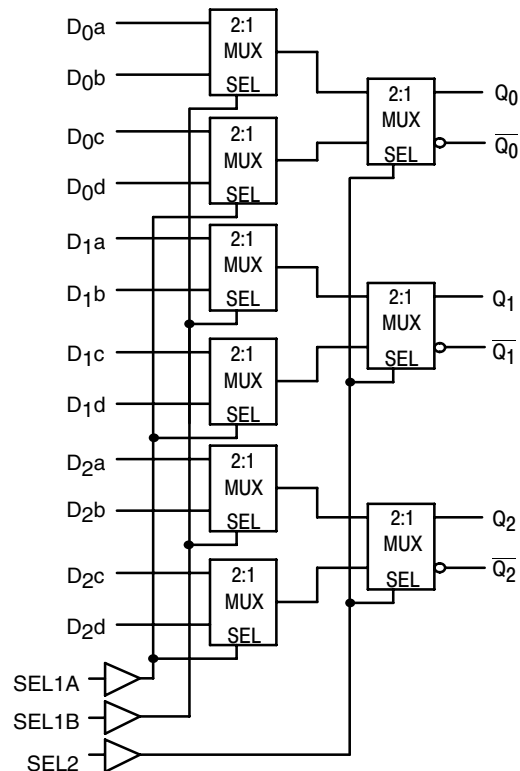 D0a
2:1
MUX
SEL
D0b
2:1
MUX
SEL
Q0
Q0
D0c
2:1
MUX
SEL
D0d
D1a
2:1
MUX
SEL
D1b
2:1
MUX
SEL
Q1
Q1
D1c
2:1
MUX
SEL
D1d
D2a
2:1
MUX
SEL
D2b
2:1
MUX
SEL
Q2
Q2
D2c
2:1
MUX
SEL
D2d
SEL1A
SEL1B
SEL2